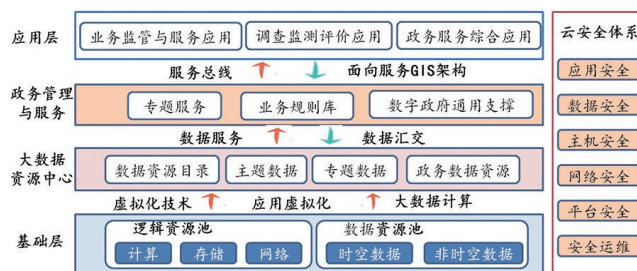 应用层
业务监管与服务应用
调查监测评价应用
政务服务综合应用
服务总线
面向服务GIS架构
政务管理
与服务
专题服务
业务规则库
数字政府通用支撑
数据服务
数据汇交
大数据
资源中心
数据资源目录
主题数据
专题数据
政务数据资源
虚拟化技术
应用虚拟化
大数据计算
基础层
逻辑资源池
计算
存储
网络
数据资源池
时空数据
非时空数据
云安全体系
应用安全
数据安全
主机安全
网络安全
平台安全
安全运维